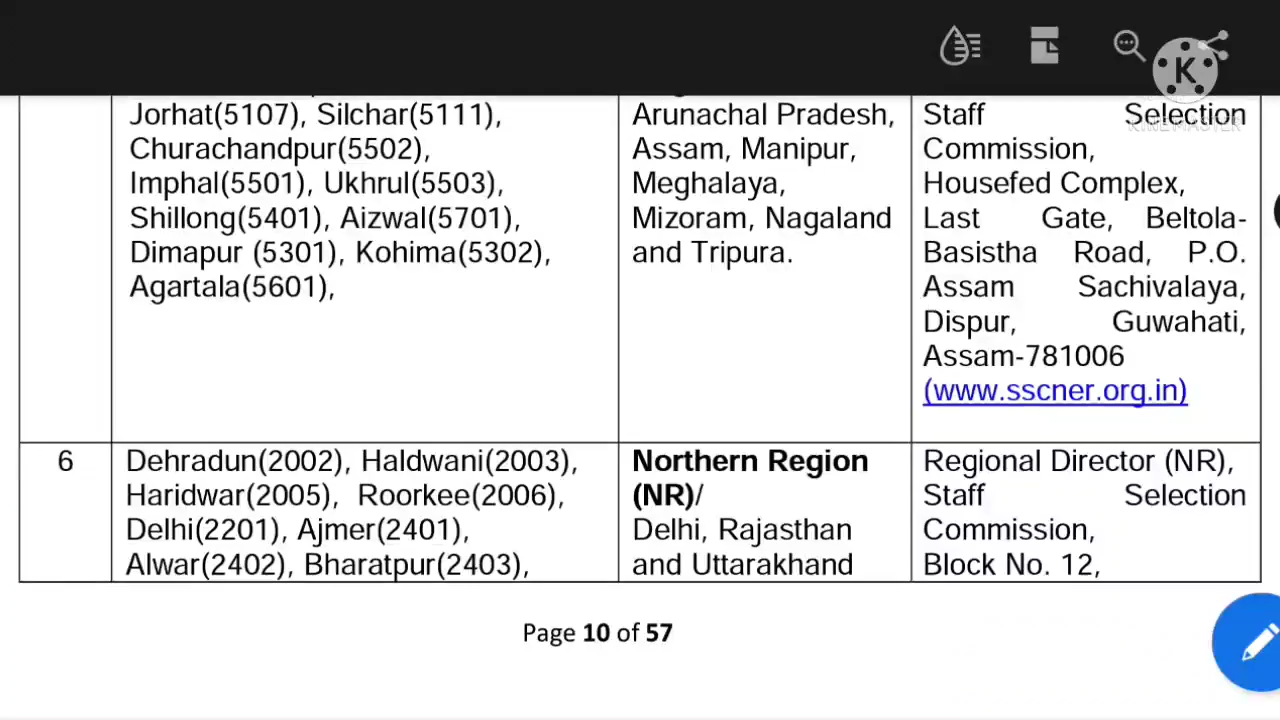 K
KINEMASTER
Jorhat(5107), Silchar(5111),
Churachandpur(5502),
Imphal(5501), Ukhrul(5503),
Shillong(5401), Aizwal(5701),
Dimapur (5301), Kohima(5302),
Agartala(5601),
Arunachal Pradesh,
Assam, Manipur,
Meghalaya,
Mizoram, Nagaland
and Tripura.
Staff Selection
Commission,
Housefed Complex,
Last Gate, Beltola-
Basistha Road, P.O.
Assam Sachivalaya,
Dispur, Guwahati,
Assam-781006
(www.sscner.org.in)
6
Dehradun(2002), Haldwani(2003),
Haridwar(2005), Roorkee(2006),
Delhi(2201), Ajmer(2401),
Alwar(2402), Bharatpur(2403),
Northern Region
(NR)/
Delhi, Rajasthan
and Uttarakhand
Regional Director (NR),
Staff Selection
Commission,
Block No. 12,
Page 10 of 57